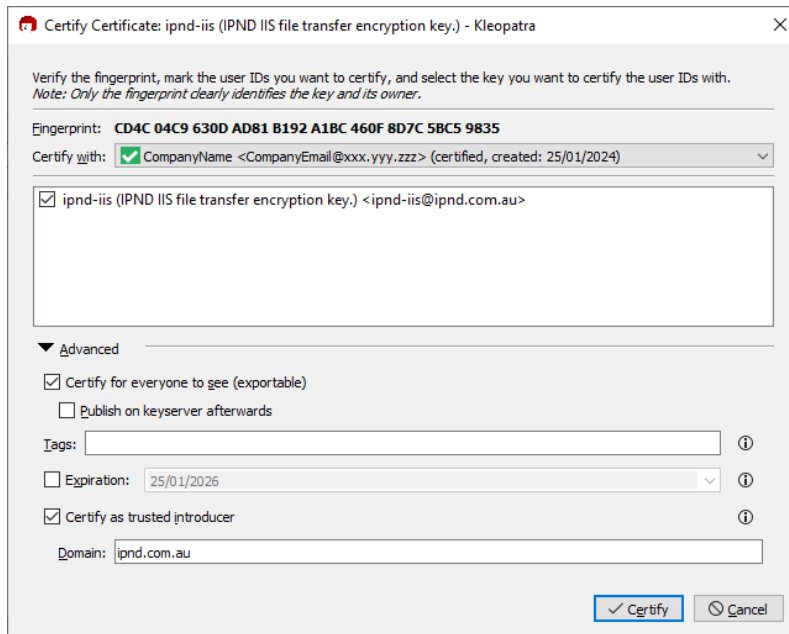 Certify Certificate: ipnd-iis (IPND IIS file transfer encryption key.) - Kleopatra
Verify the fingerprint, mark the user IDs you want to certify, and select the key you want to certify the user IDs with.
Note: Only the fingerprint clearly identifies the key and its owner.
Fingerprint: CD4C 04C9 630D AD81 B192 A1BC 460F 8D7C 5BC5 9835
Certify with: CompanyName <CompanyEmail@xxx.yyy.zzz> (certified, created: 25/01/2024)
ipnd-iis (IPND IIS file transfer encryption key.) <ipnd-iis@ipnd.com.au>
Advanced
Certify for everyone to see (exportable)
Publish on keyserver afterwards
Tags:
Expiration: 25/01/2026
Certify as trusted introducer
Domain: ipnd.com.au
Certify Cancel